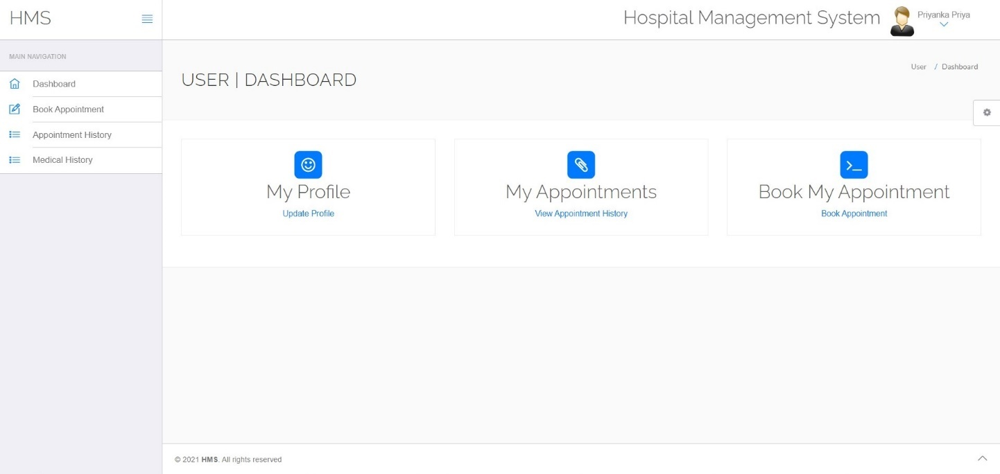 HMS
Hospital Management System
Priyanka Priya
MAIN NAVIGATION
Dashboard
Book Appointment
Appointment History
Medical History
USER | DASHBOARD
User / Dashboard
My Profile
Update Profile
My Appointments
View Appointment History
Book My Appointment
Book Appointment
© 2021 HMS. All rights reserved